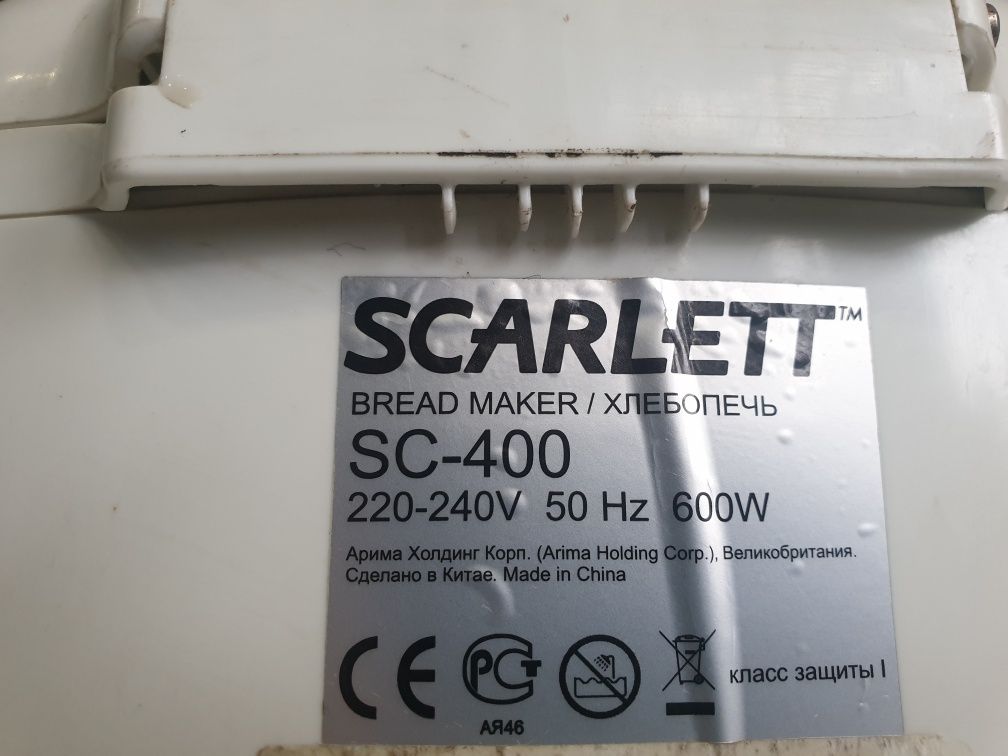 SCARLETT™
BREAD MAKER / ХЛЕБОПЕЧЬ
SC-400
220-240V 50 Hz 600W
Арима Холдинг Корп. (Arima Holding Corp.), Великобритания.
Сделано в Китае. Made in China
CE РСТ класс защиты I
АЯ46